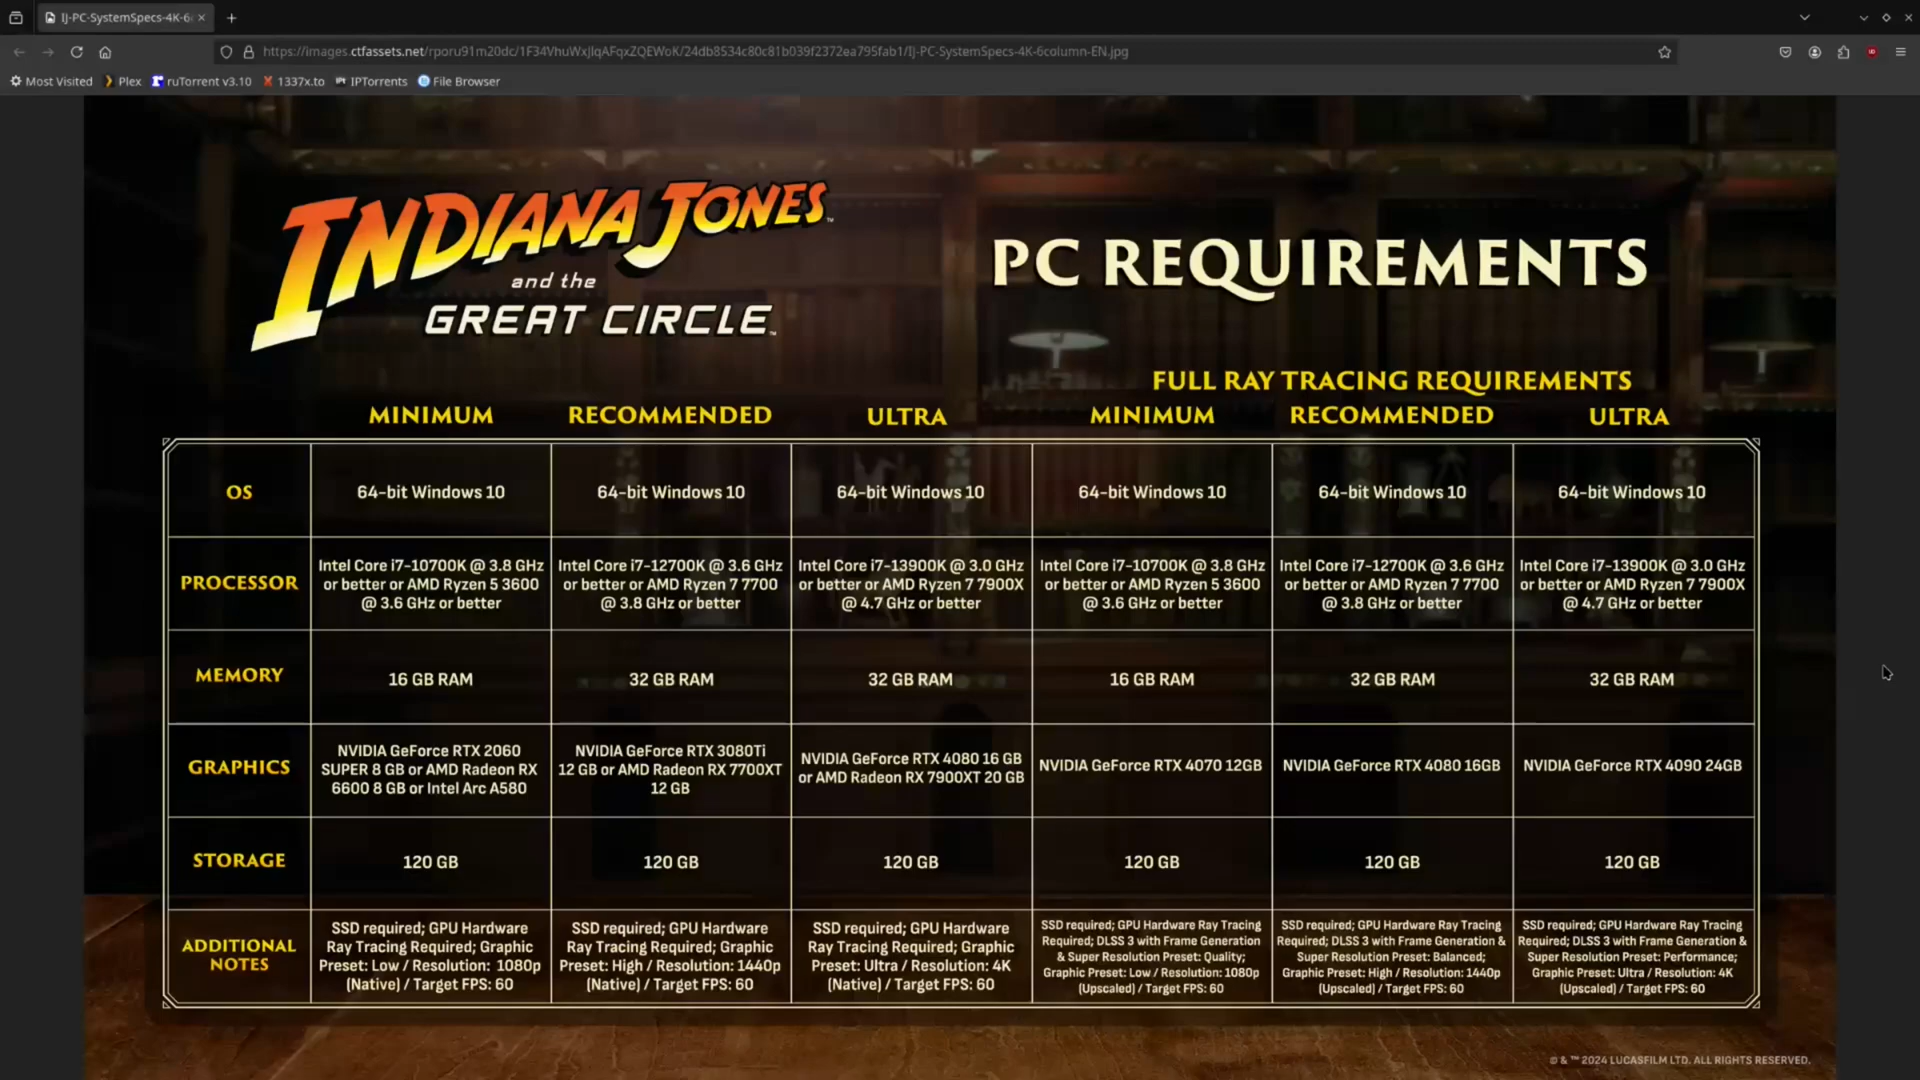 IJ-PC-SystemSpecs-4K-6
https://images.ctfassets.net/rporu91m20dc/1F34VhuWxJlqAFqxZQEWoK/24db8534c80c81b039f2372ea795fab1/IJ-PC-SystemSpecs-4K-6column-EN.jpg
Most Visited Plex ruTorrent v3.10 1337x.to IPTorrents File Browser
INDIANA JONES™
and the
GREAT CIRCLE™
PC REQUIREMENTS
FULL RAY TRACING REQUIREMENTS
MINIMUM RECOMMENDED ULTRA MINIMUM RECOMMENDED ULTRA
OS
64-bit Windows 10
64-bit Windows 10
64-bit Windows 10
64-bit Windows 10
64-bit Windows 10
64-bit Windows 10
PROCESSOR
Intel Core i7-10700K @ 3.8 GHz
or better or AMD Ryzen 5 3600
@ 3.6 GHz or better
Intel Core i7-12700K @ 3.6 GHz
or better or AMD Ryzen 7 7700
@ 3.8 GHz or better
Intel Core i7-13900K @ 3.0 GHz
or better or AMD Ryzen 7 7900X
@ 4.7 GHz or better
Intel Core i7-10700K @ 3.8 GHz
or better or AMD Ryzen 5 3600
@ 3.6 GHz or better
Intel Core i7-12700K @ 3.6 GHz
or better or AMD Ryzen 7 7700
@ 3.8 GHz or better
Intel Core i7-13900K @ 3.0 GHz
or better or AMD Ryzen 7 7900X
@ 4.7 GHz or better
MEMORY
16 GB RAM
32 GB RAM
32 GB RAM
16 GB RAM
32 GB RAM
32 GB RAM
GRAPHICS
NVIDIA GeForce RTX 2060
SUPER 8 GB or AMD Radeon RX
6600 8 GB or Intel Arc A580
NVIDIA GeForce RTX 3080Ti
12 GB or AMD Radeon RX 7700XT
12 GB
NVIDIA GeForce RTX 4080 16 GB
or AMD Radeon RX 7900XT 20 GB
NVIDIA GeForce RTX 4070 12GB
NVIDIA GeForce RTX 4080 16GB
NVIDIA GeForce RTX 4090 24GB
STORAGE
120 GB
120 GB
120 GB
120 GB
120 GB
120 GB
ADDITIONAL
NOTES
SSD required; GPU Hardware
Ray Tracing Required; Graphic
Preset: Low / Resolution: 1080p
(Native) / Target FPS: 60
SSD required; GPU Hardware
Ray Tracing Required; Graphic
Preset: High / Resolution: 1440p
(Native) / Target FPS: 60
SSD required; GPU Hardware
Ray Tracing Required; Graphic
Preset: Ultra / Resolution: 4K
(Native) / Target FPS: 60
SSD required; GPU Hardware Ray Tracing
Required; DLSS 3 with Frame Generation
& Super Resolution Preset: Quality;
Graphic Preset: Low / Resolution: 1080p
(Upscaled) / Target FPS: 60
SSD required; GPU Hardware Ray Tracing
Required; DLSS 3 with Frame Generation &
Super Resolution Preset: Balanced;
Graphic Preset: High / Resolution: 1440p
(Upscaled) / Target FPS: 60
SSD required; GPU Hardware Ray Tracing
Required; DLSS 3 with Frame Generation &
Super Resolution Preset: Performance;
Graphic Preset: Ultra / Resolution: 4K
(Upscaled) / Target FPS: 60
© & ™ 2024 LUCASFILM LTD. ALL RIGHTS RESERVED.